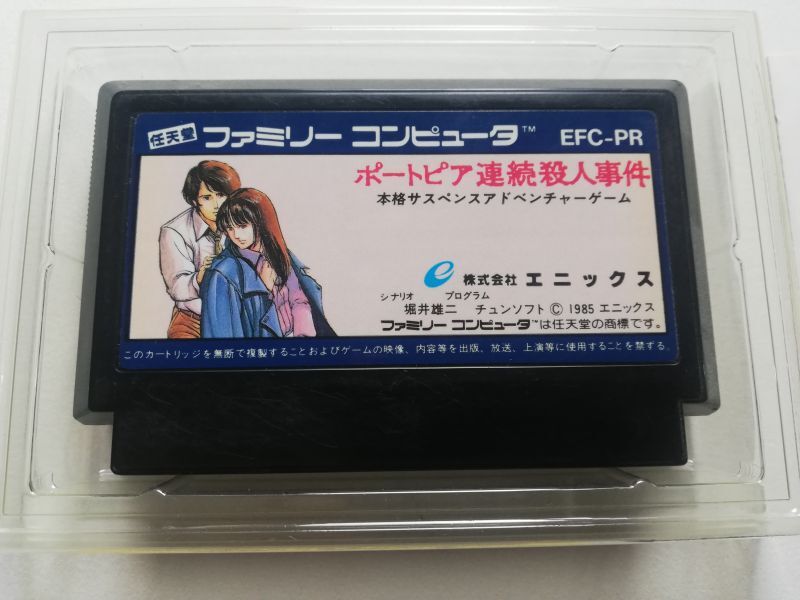 任天堂 ファミリー コンピュータ™ EFC-PR
ポートピア連続殺人事件
本格サスペンスアドベンチャーゲーム
e 株式会社 エニックス
シナリオ プログラム
堀井雄二 チュンソフト © 1985 エニックス
ファミリー コンピュータ™は任天堂の商標です。
このカートリッジを無断で複製することおよびゲームの映像、内容等を出版、放送、上演等に使用することを禁ずる。